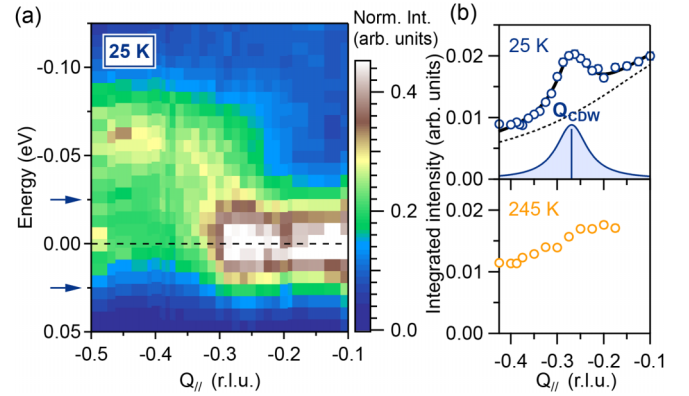 (a)
25 K
Norm. Int.
(arb. units)
-0.10
-0.05
0.00
0.05
Energy (eV)
-0.5
-0.4
-0.3
-0.2
-0.1
Q// (r.l.u.)
0.4
0.2
0.0
(b)
25 K
0.02
0.01
0.00
QCDW
Integrated intensity (arb. units)
245 K
0.02
0.01
0.00
-0.4
-0.3
-0.2
-0.1
Q// (r.l.u.)